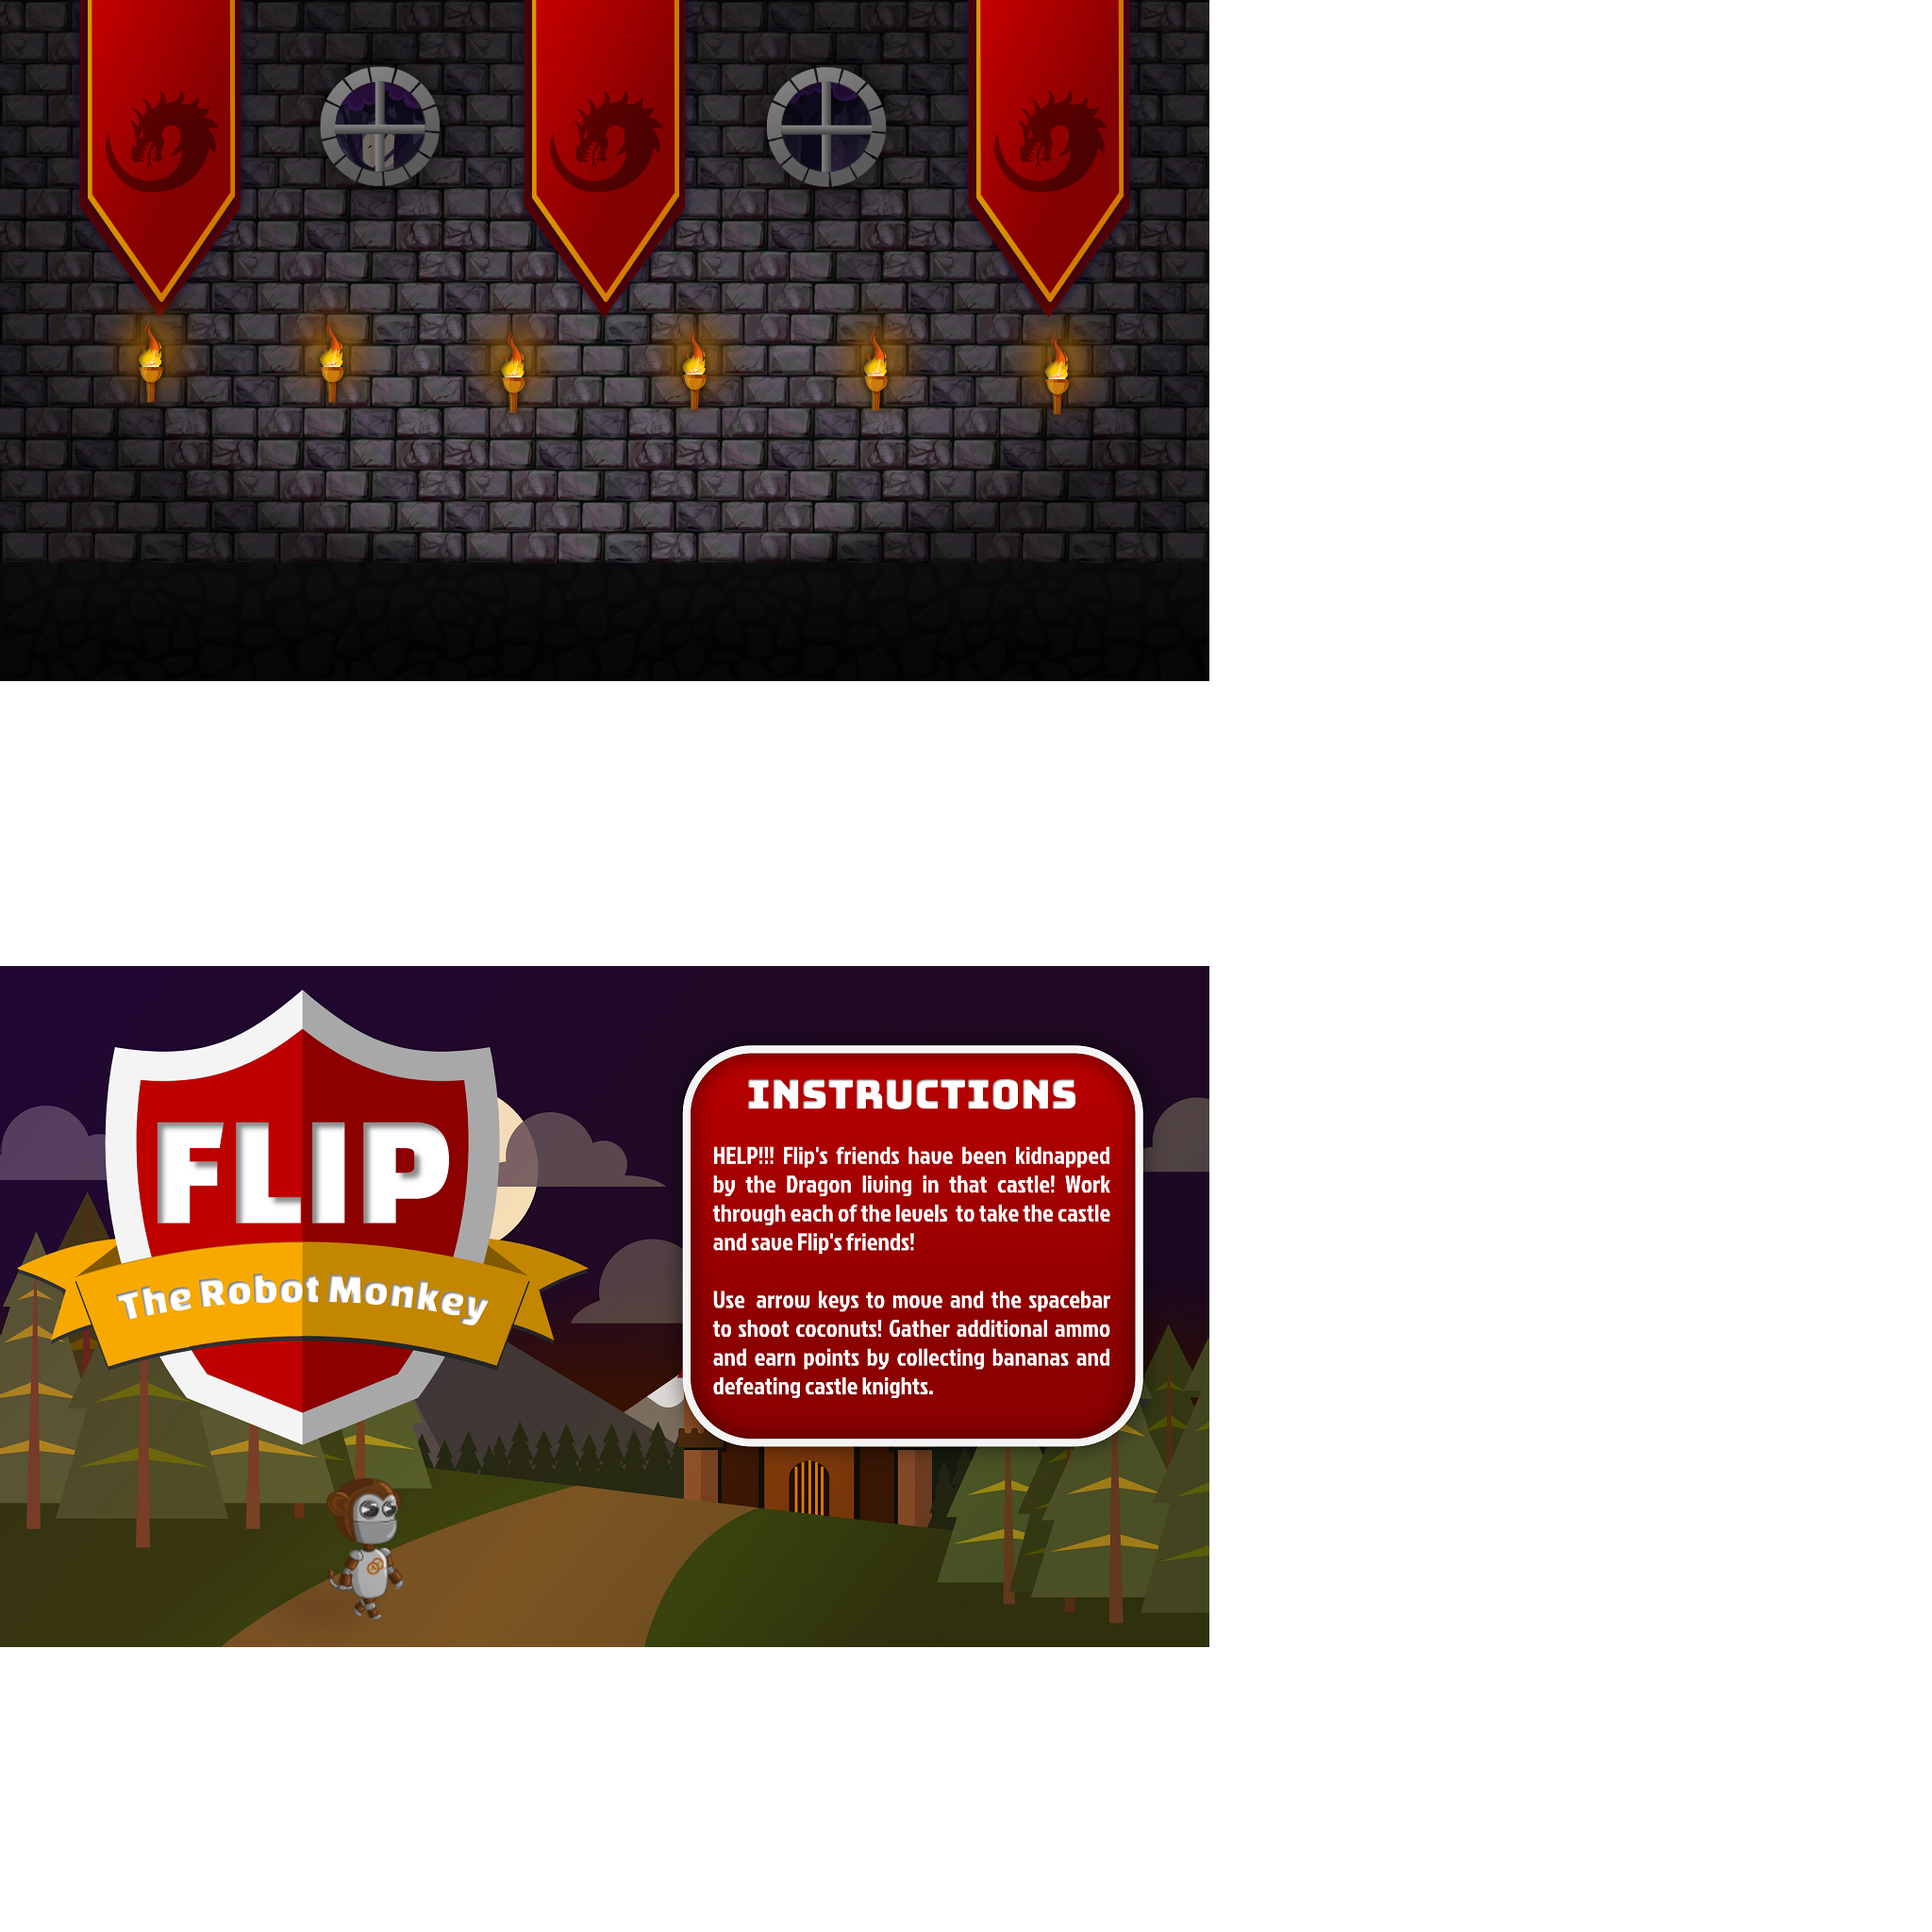 FLIP
The Robot Monkey
INSTRUCTIONS
HELP!!! Flip's friends have been kidnapped
by the Dragon living in that castle! Work
through each of the levels to take the castle
and save Flip's friends!
Use arrow keys to move and the spacebar
to shoot coconuts! Gather additional ammo
and earn points by collecting bananas and
defeating castle knights.